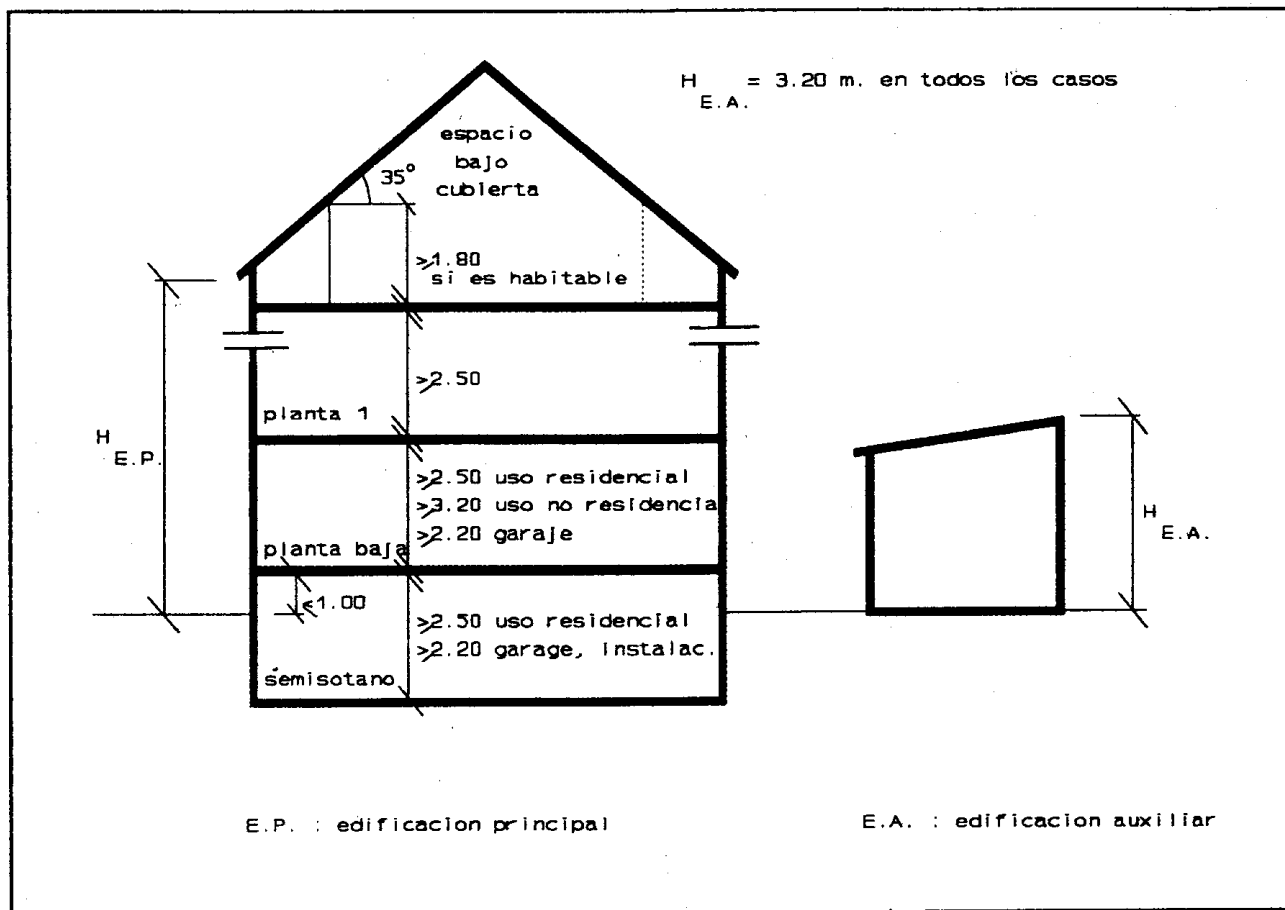 H E.A. = 3.20 m. en todos los casos
espacio
bajo
cubierta
35°
≥1.80
si es habitable
≥2.50
planta 1
H E.P.
≥2.50 uso residencial
≥3.20 uso no residencia
≥2.20 garaje
planta baja
≤1.00
≥2.50 uso residencial
≥2.20 garage, instalac.
semisotano
H E.A.
E.P. : edificacion principal
E.A. : edificacion auxiliar